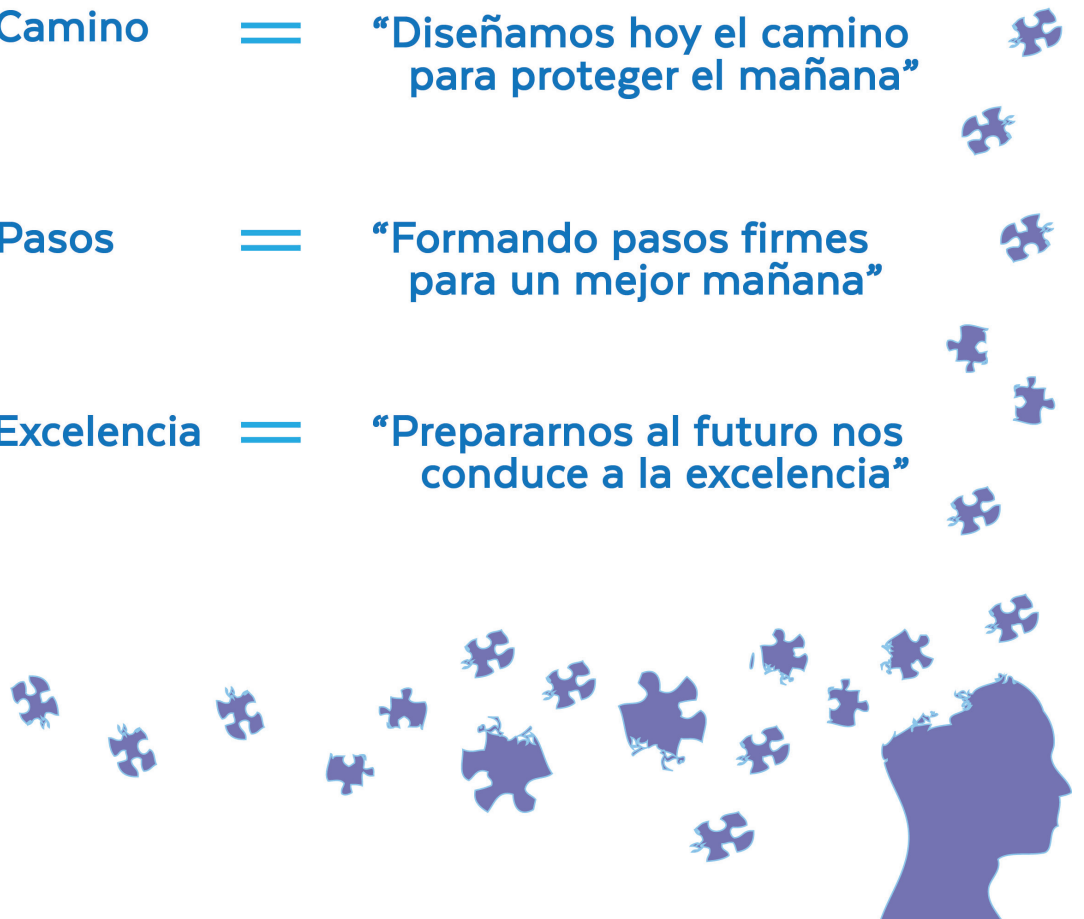 Camino = “Diseñamos hoy el camino
para proteger el mañana”
Pasos = “Formando pasos firmes
para un mejor mañana”
Excelencia = “Prepararnos al futuro nos
conduce a la excelencia”